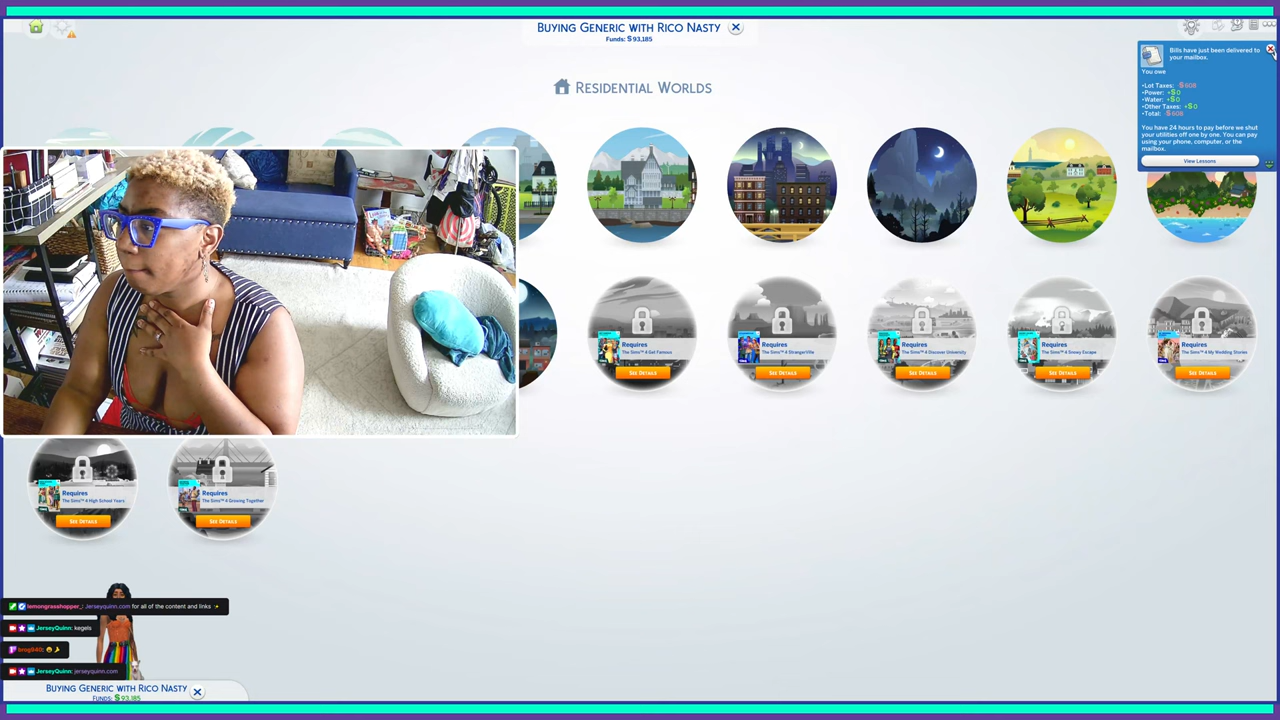 BUYING GENERIC WITH RICO NASTY
Funds: $93,185
RESIDENTIAL WORLDS
Bills have just been delivered to
your mailbox.
You owe
-Lot Taxes: -$608
-Power: +$0
-Water: +$0
-Other Taxes: +$0
-Total: -$608
You have 24 hours to pay before we shut
your utilities off one by one. You can pay
using your phone, computer, or the
mailbox.
View Lessons
Requires
The Sims™ 4 Get Famous
SEE DETAILS
Requires
The Sims™ 4 StrangerVille
SEE DETAILS
Requires
The Sims™ 4 Discover University
SEE DETAILS
Requires
The Sims™ 4 Snowy Escape
SEE DETAILS
Requires
The Sims™ 4 My Wedding Stories
SEE DETAILS
Requires
The Sims™ 4 High School Years
SEE DETAILS
Requires
The Sims™ 4 Growing Together
SEE DETAILS
lemongrasshopper_: Jerseyquinn.com for all of the content and links
JerseyQuinn: kegels
brog940:
JerseyQuinn: jerseyquinn.com
BUYING GENERIC WITH RICO NASTY
FUNDS: $93,185